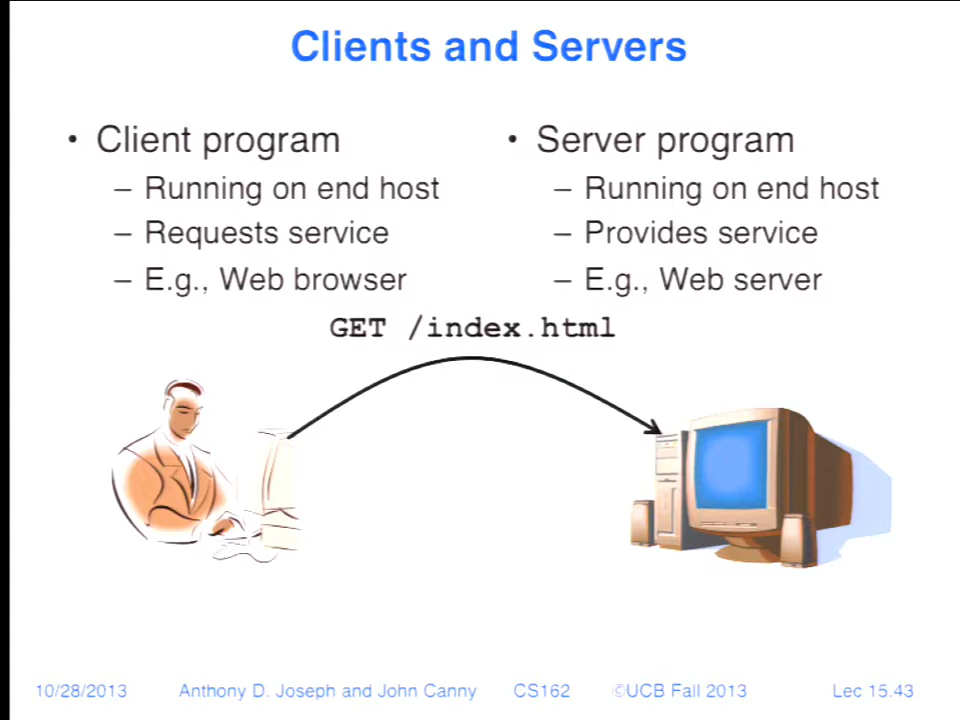 Clients and Servers
• Client program
– Running on end host
– Requests service
– E.g., Web browser
• Server program
– Running on end host
– Provides service
– E.g., Web server
GET /index.html
10/28/2013 Anthony D. Joseph and John Canny CS162 ©UCB Fall 2013 Lec 15.43